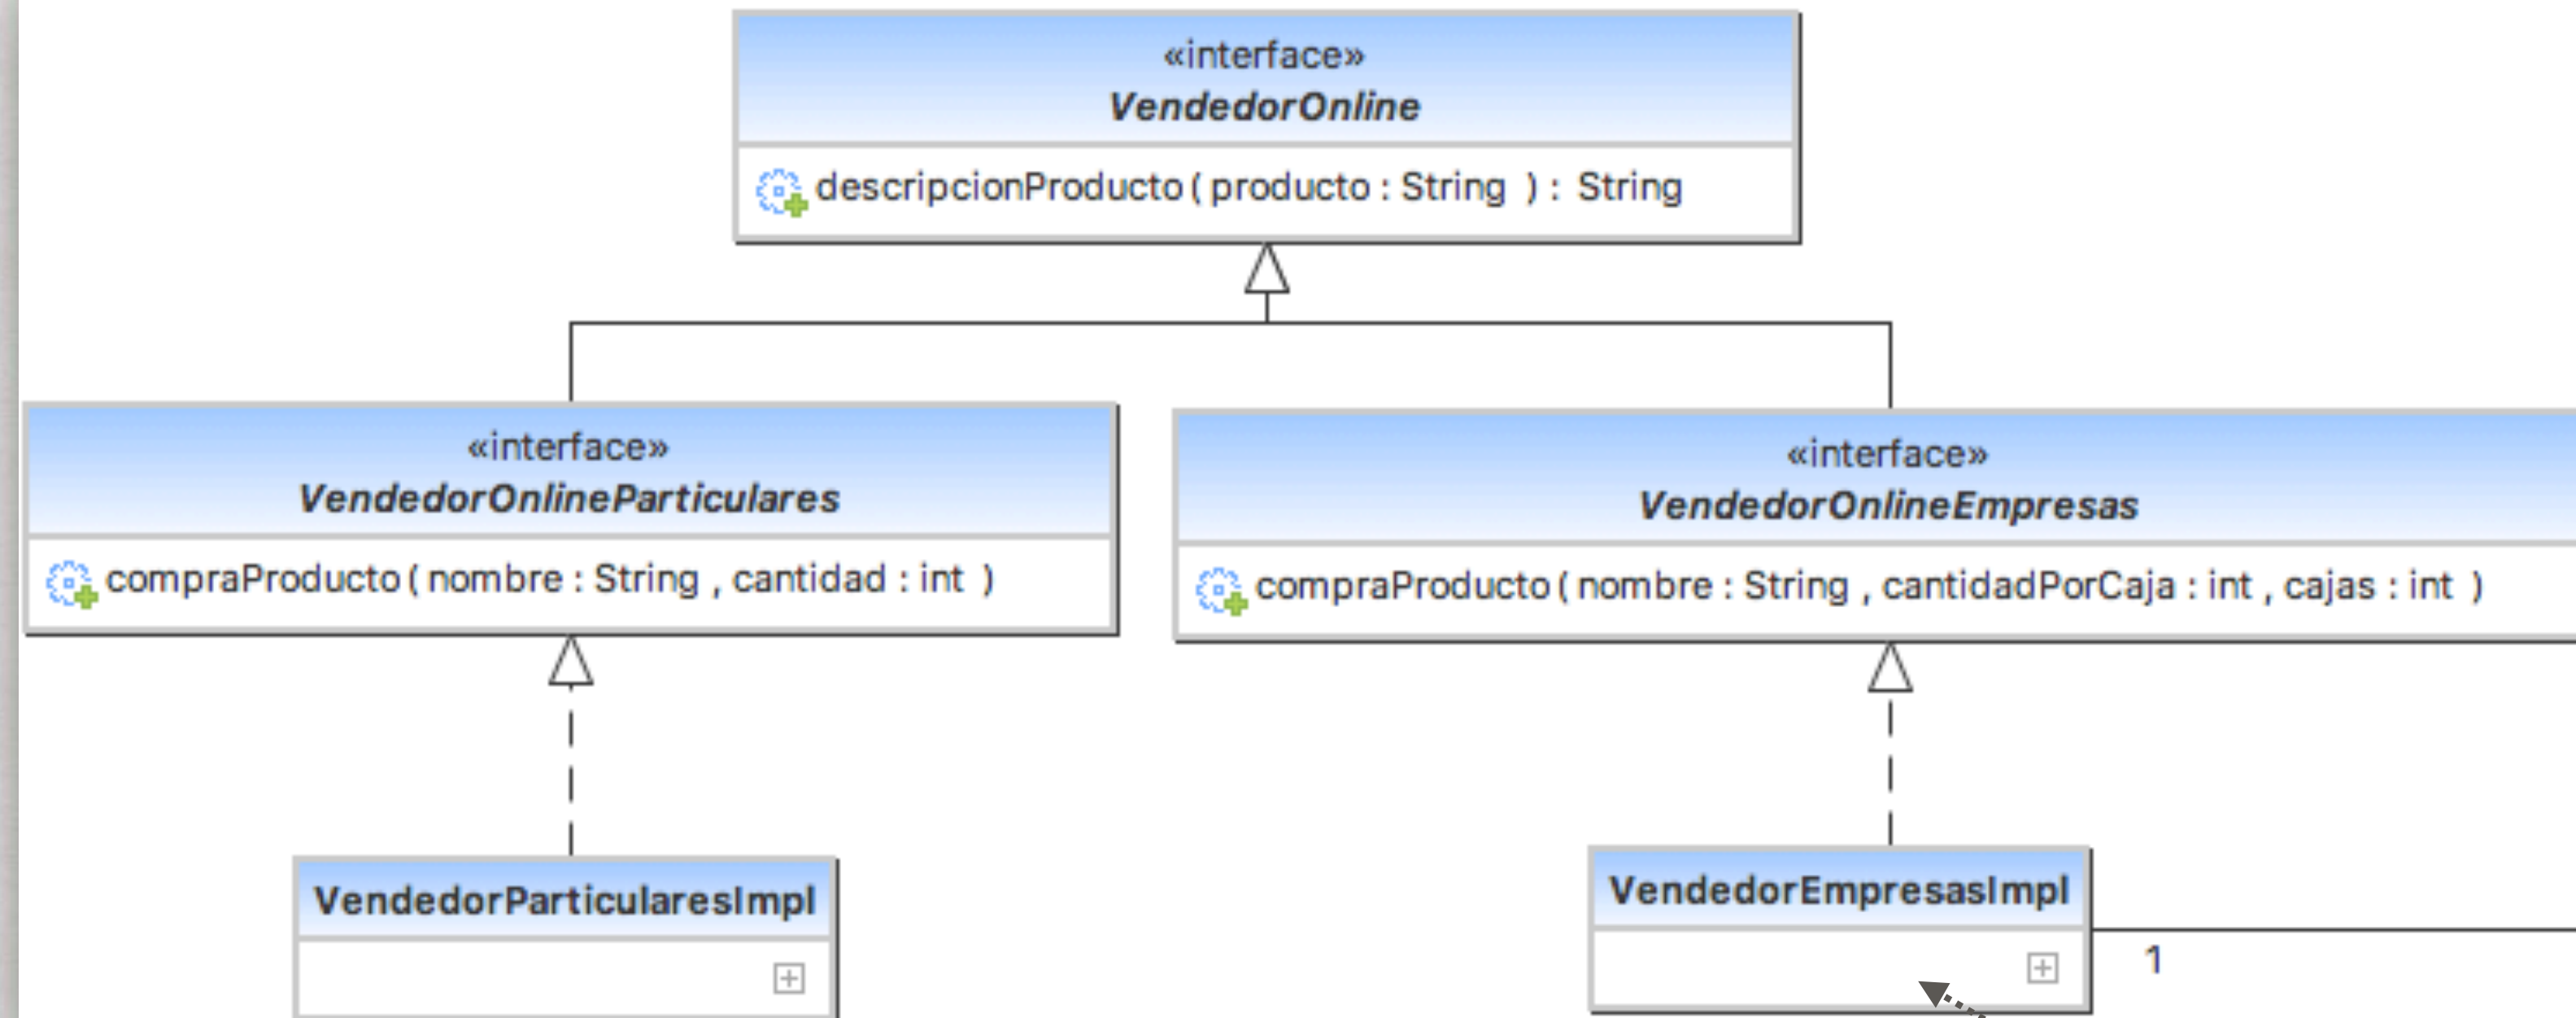 «interface»
VendedorOnline
descripcionProducto( producto : String ) : String
«interface»
VendedorOnlineParticulares
compraProducto( nombre : String , cantidad : int )
«interface»
VendedorOnlineEmpresas
compraProducto( nombre : String , cantidadPorCaja : int , cajas : int )
VendedorParticularesImpl
VendedorEmpresasImpl
1